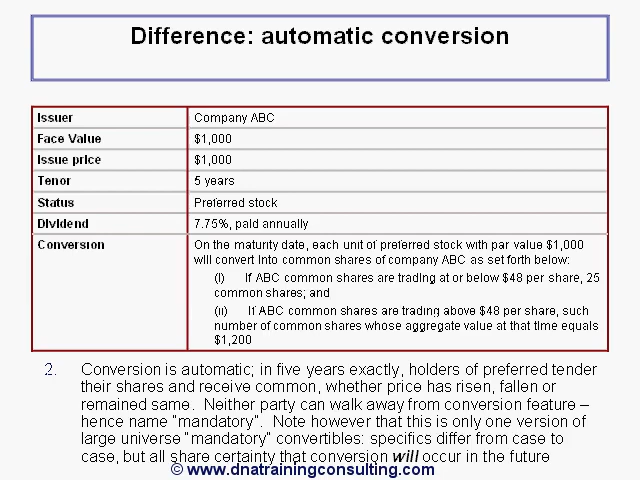 Difference: automatic conversion
Issuer Company ABC
Face Value $1,000
Issue price $1,000
Tenor 5 years
Status Preferred stock
Dividend 7.75%, paid annually
Conversion On the maturity date, each unit of preferred stock with par value $1,000
will convert into common shares of company ABC as set forth below:
(i) If ABC common shares are trading at or below $48 per share, 25
common shares; and
(ii) If ABC common shares are trading above $48 per share, such
number of common shares whose aggregate value at that time equals
$1,200
2. Conversion is automatic; in five years exactly, holders of preferred tender
their shares and receive common, whether price has risen, fallen or
remained same. Neither party can walk away from conversion feature –
hence name “mandatory”. Note however that this is only one version of
large universe “mandatory” convertibles: specifics differ from case to
case, but all share certainty that conversion will occur in the future
© www.dnatrainingconsulting.com